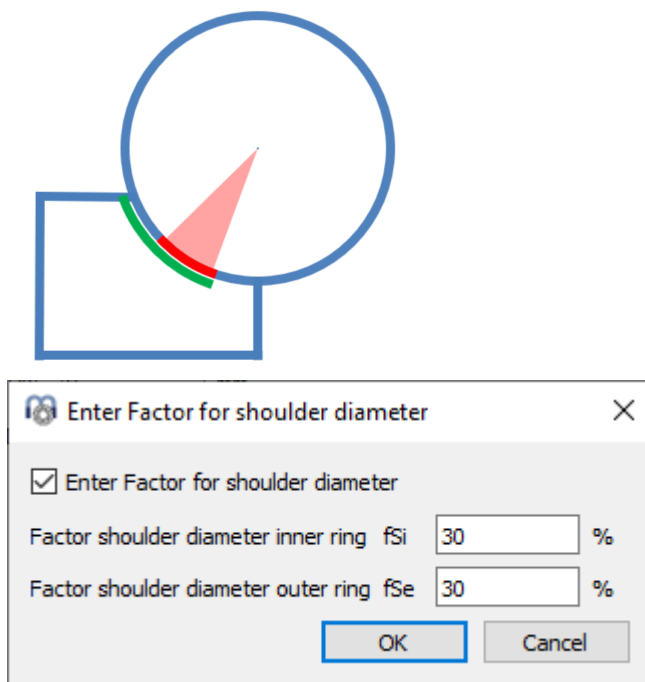 Enter Factor for shoulder diameter
Enter Factor for shoulder diameter
Factor shoulder diameter inner ring fSi 30 %
Factor shoulder diameter outer ring fSe 30 %
OK Cancel